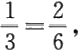 1/3 = 2/6,